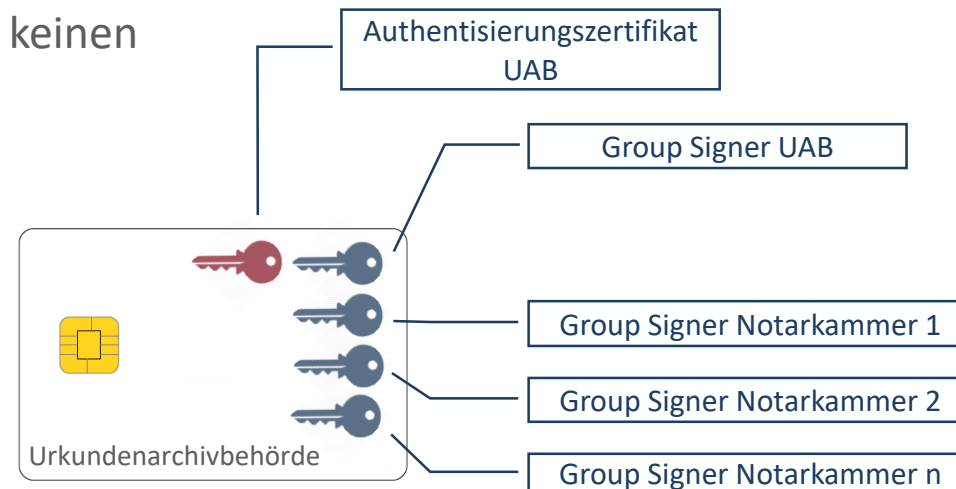 keinen
Authentisierungszertifikat
UAB
Group Signer UAB
Group Signer Notarkammer 1
Group Signer Notarkammer 2
Group Signer Notarkammer n
Urkundenarchivbehörde